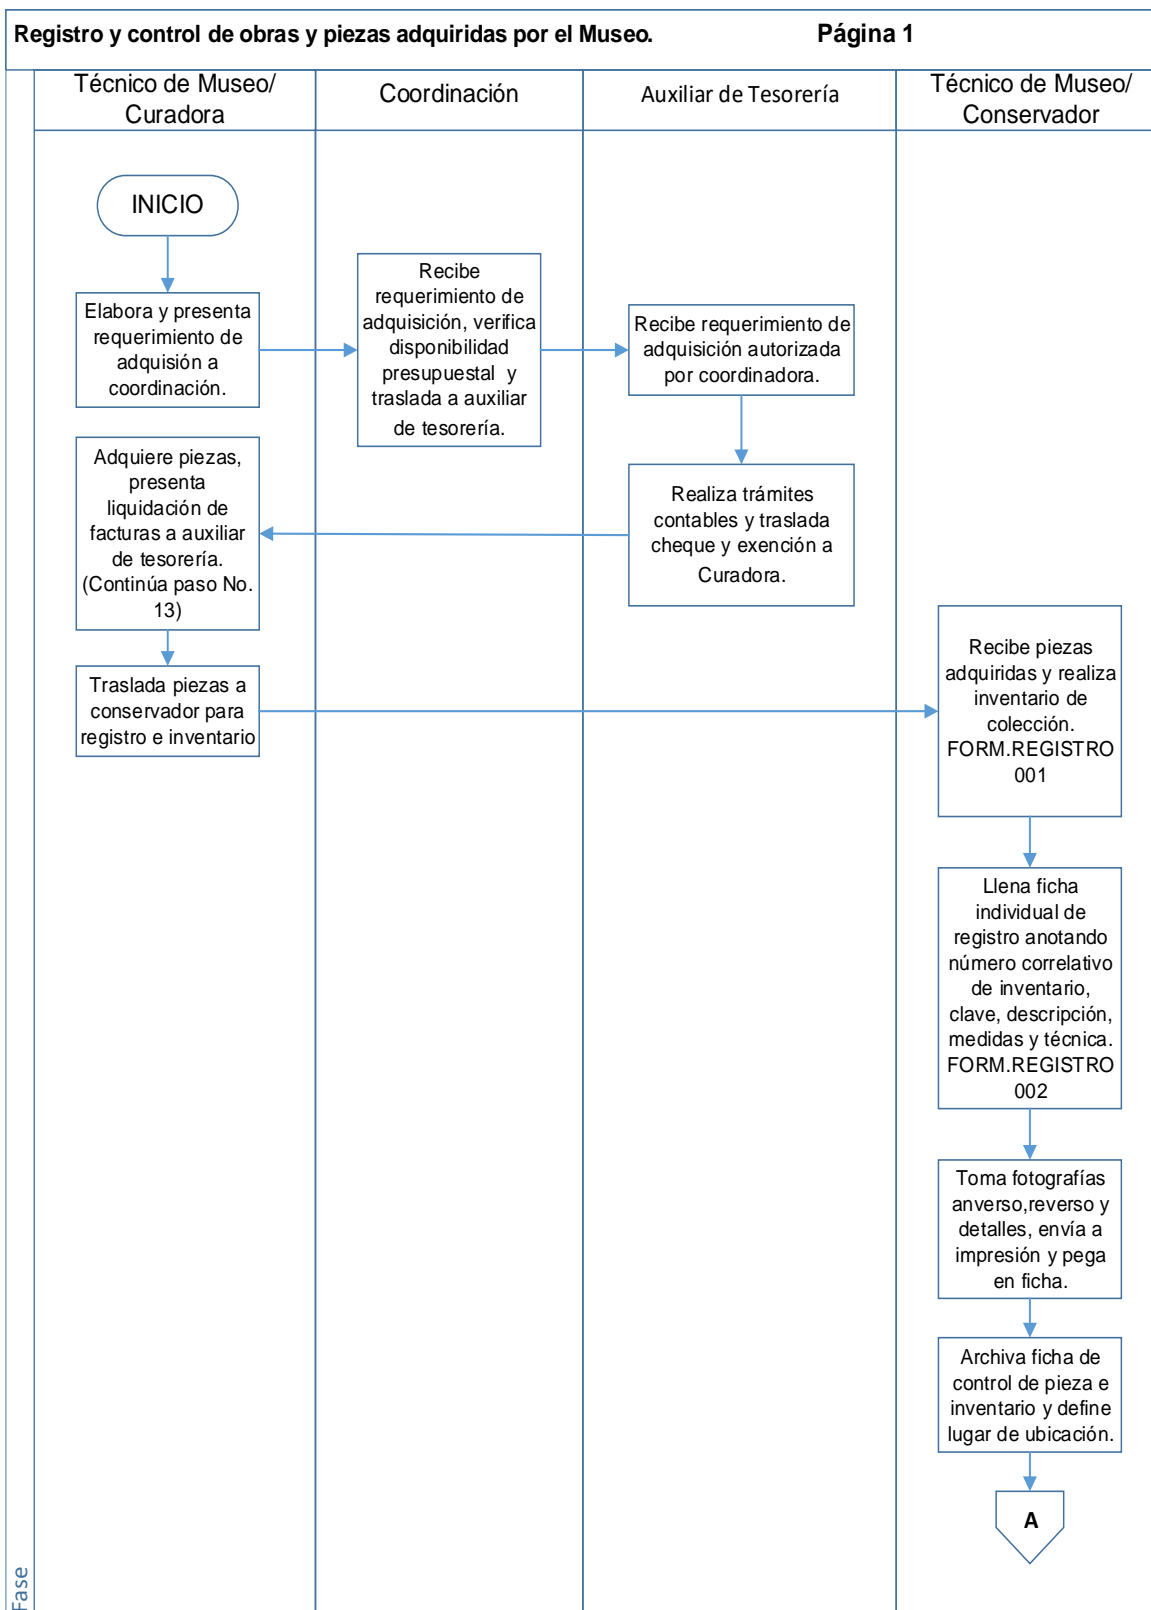 Registro y control de obras y piezas adquiridas por el Museo. Página 1
Técnico de Museo/
Curadora
Coordinación
Auxiliar de Tesorería
Técnico de Museo/
Conservador
INICIO
Elabora y presenta
requerimiento de
adquisión a
coordinación.
Recibe
requerimiento de
adquisición, verifica
disponibilidad
presupuestal y
traslada a auxiliar
de tesorería.
Recibe requerimiento de
adquisición autorizada
por coordinadora.
Realiza trámites
contables y traslada
cheque y exención a
Curadora.
Adquiere piezas,
presenta
liquidación de
facturas a auxiliar
de tesorería.
(Continúa paso No.
13)
Traslada piezas a
conservador para
registro e inventario
Recibe piezas
adquiridas y realiza
inventario de
colección.
FORM.REGISTRO
001
Llena ficha
individual de
registro anotando
número correlativo
de inventario,
clave, descripción,
medidas y técnica.
FORM.REGISTRO
002
Toma fotografías
anverso,reverso y
detalles, envía a
impresión y pega
en ficha.
Archiva ficha de
control de pieza e
inventario y define
lugar de ubicación.
A
Fase